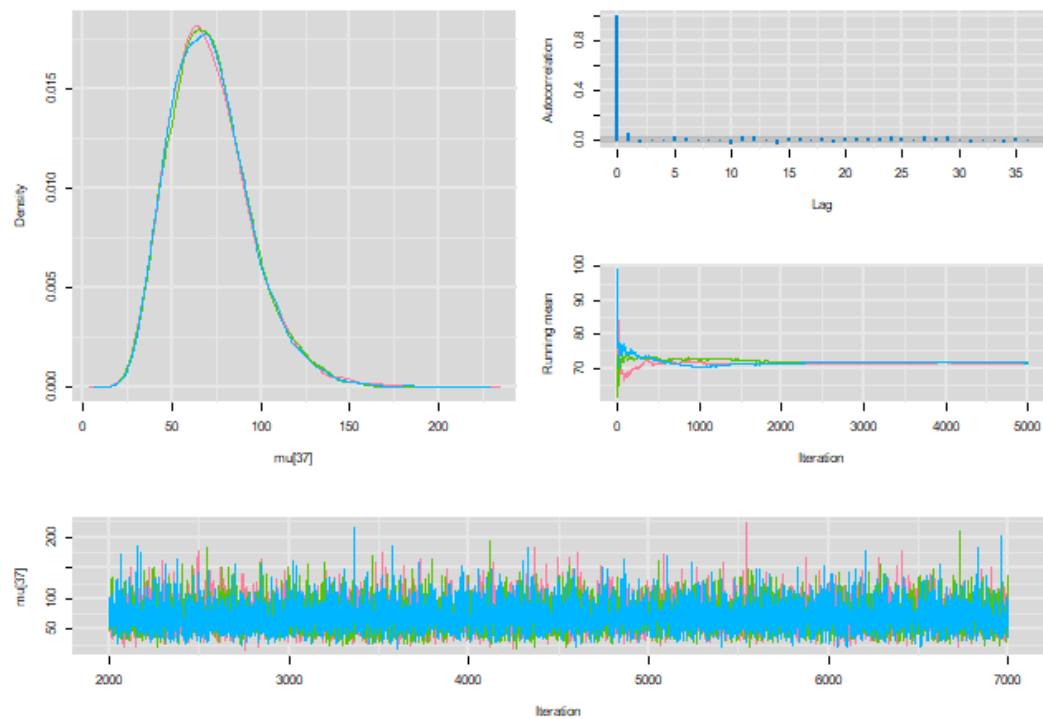 Density
0.000
0.005
0.010
0.015
0 50 100 150 200
mu[37]
Autocorrelation
0.0
0.4
0.8
0 5 10 15 20 25 30 35
Lag
Running mean
70
80
90
100
0 1000 2000 3000 4000 5000
Iteration
mu[37]
50
100
200
2000 3000 4000 5000 6000 7000
Iteration